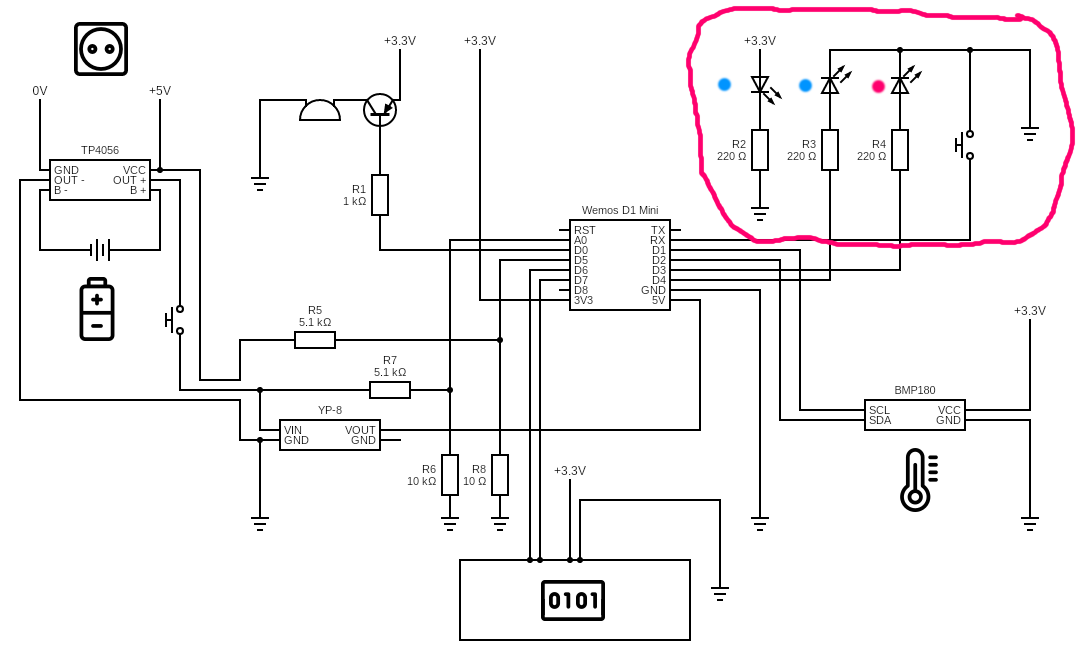 +3.3V
+3.3V
+3.3V
0V
+5V
TP4056
GND
OUT -
B -
VCC
OUT +
B +
R1
1 kΩ
R2
220 Ω
R3
220 Ω
R4
220 Ω
Wemos D1 Mini
RST
A0
D0
D5
D6
D7
D8
3V3
TX
RX
D1
D2
D3
D4
GND
5V
R5
5.1 kΩ
R7
5.1 kΩ
+3.3V
YP-8
VIN
GND
VOUT
GND
BMP180
SCL
SDA
VCC
GND
R6
10 kΩ
R8
10 Ω
+3.3V
0101